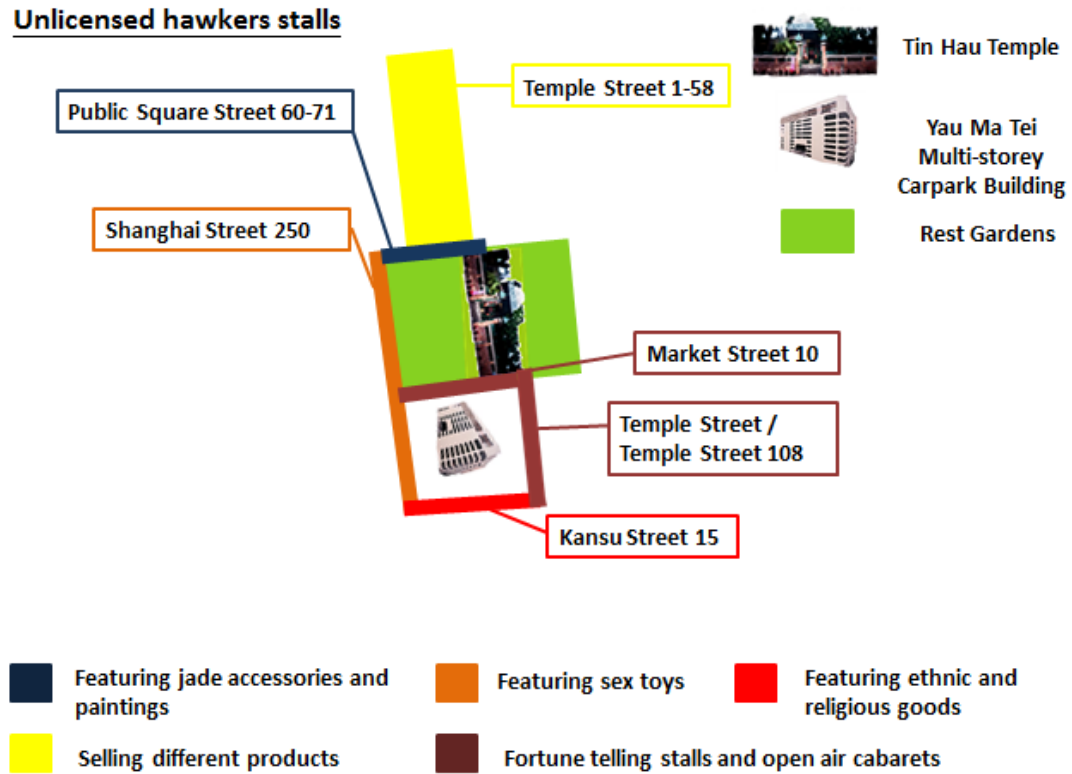 Unlicensed hawkers stalls
Tin Hau Temple
Temple Street 1-58
Public Square Street 60-71
Yau Ma Tei
Multi-storey
Carpark Building
Shanghai Street 250
Rest Gardens
Market Street 10
Temple Street /
Temple Street 108
Kansu Street 15
Featuring jade accessories and
paintings
Featuring sex toys
Featuring ethnic and
religious goods
Selling different products
Fortune telling stalls and open air cabarets